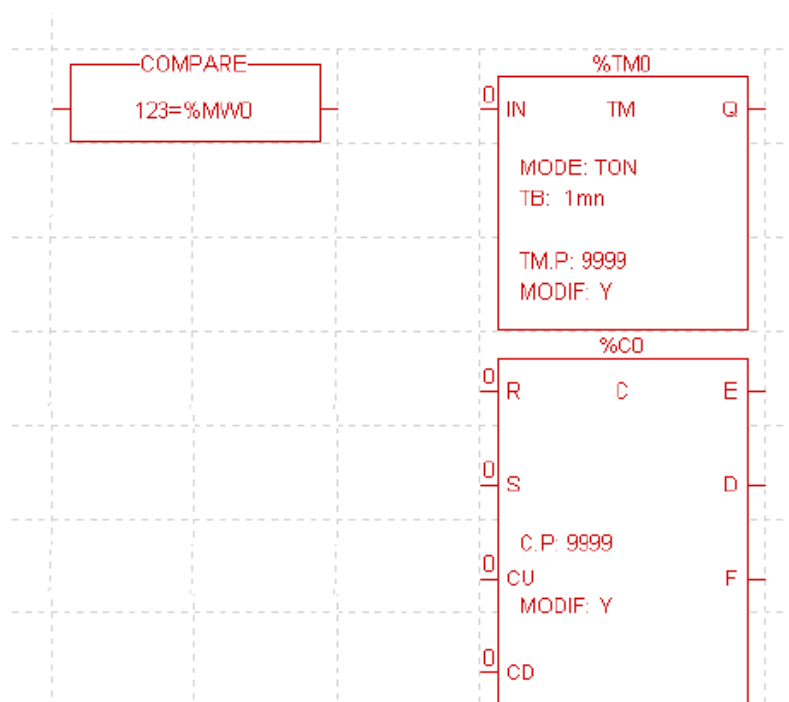 COMPARE
123=%MW0
%TM0
0
IN TM Q
MODE: TON
TB: 1mn
TM.P: 9999
MODIF: Y
%C0
0
R C E
0
S D
C.P: 9999
0
CU F
MODIF: Y
0
CD